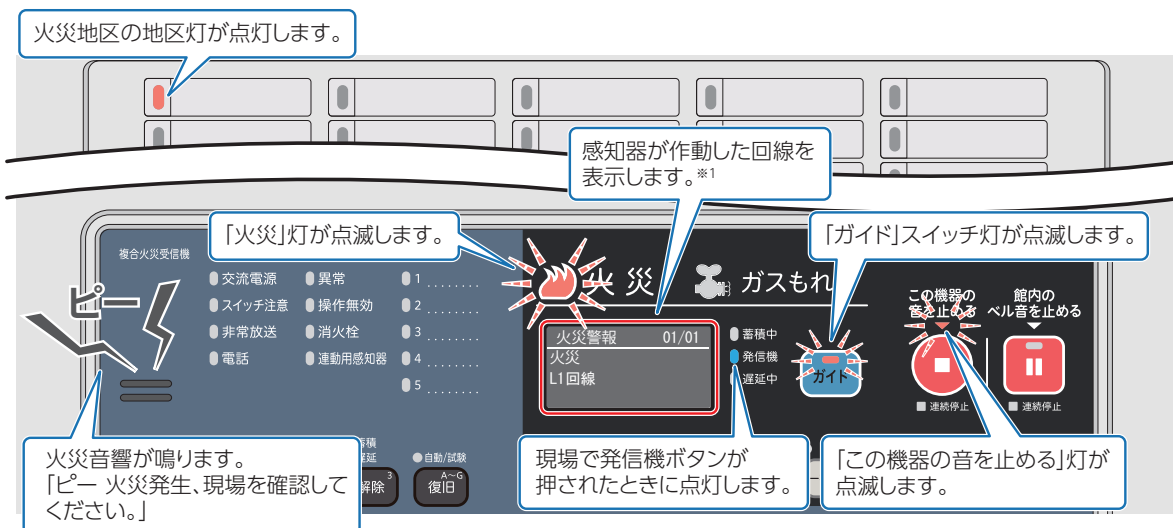 火災地区の地区灯が点灯します。
感知器が作動した回線を
表示します。※1
「火災」灯が点滅します。
「ガイド」スイッチ灯が点滅します。
複合火災受信機
交流電源
異常
1
スイッチ注意
操作無効
2
非常放送
消火栓
3
電話
連動用感知器
4
5
ピー
火災
ガスもれ
この機器の
音を止める
館内の
ベル音を止める
火災警報 01/01
火災
L1回線
蓄積中
発信機
遅延中
ガイド
連続停止
連続停止
火災音響が鳴ります。
「ピー 火災発生、現場を確認して
ください。」
積
延
解除
3
自動/試験
A~G
復旧
現場で発信機ボタンが
押されたときに点灯します。
「この機器の音を止める」灯が
点滅します。